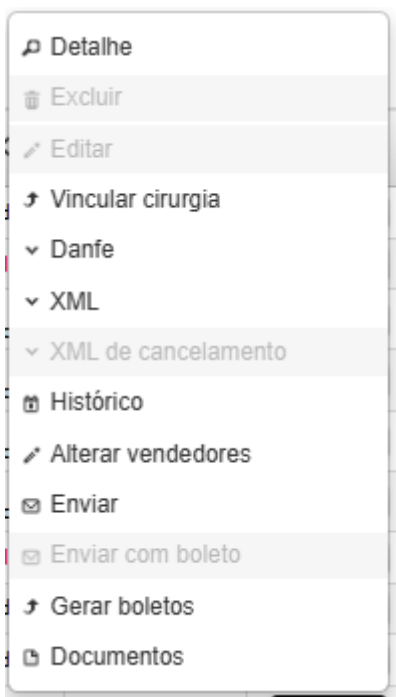 Detalhe
Excluir
Editar
Vincular cirurgia
Danfe
XML
XML de cancelamento
Histórico
Alterar vendedores
Enviar
Enviar com boleto
Gerar boletos
Documentos